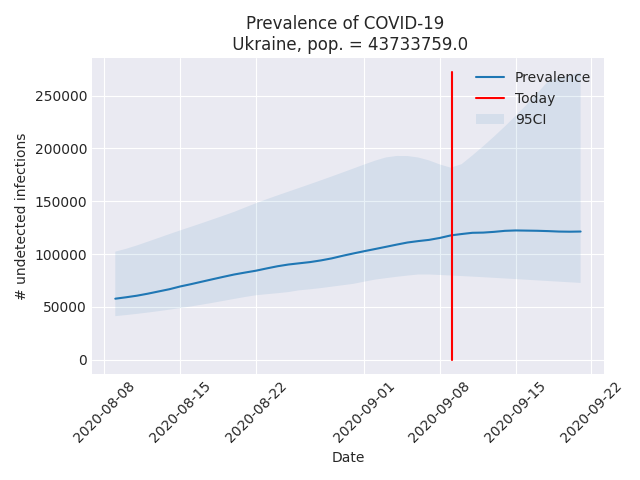 Prevalence of COVID-19
Ukraine, pop. = 43733759.0
Prevalence
Today
95CI
# undetected infections
250000
200000
150000
100000
50000
0
2020-08-08
2020-08-15
2020-08-22
2020-09-01
2020-09-08
2020-09-15
2020-09-22
Date